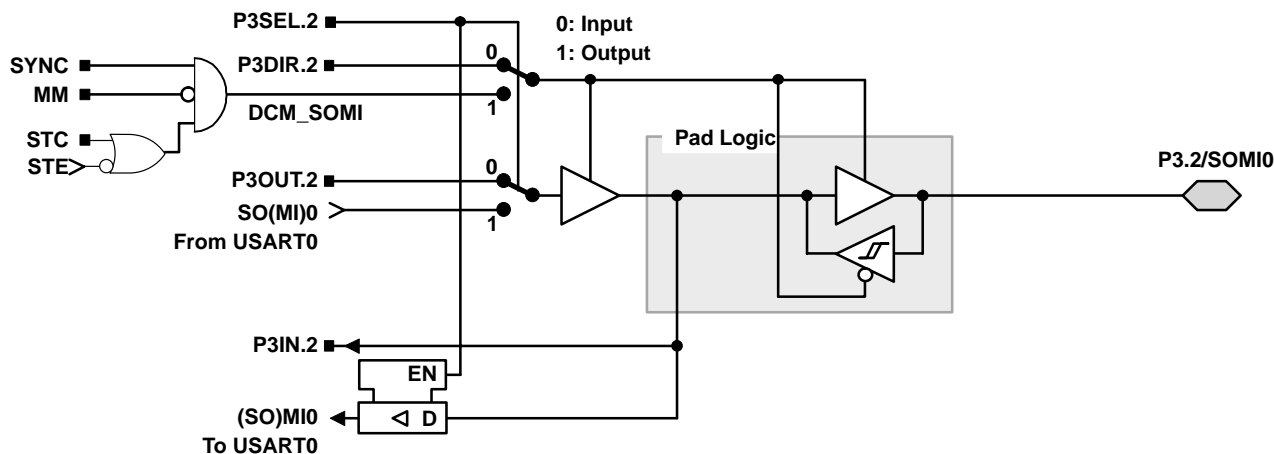 P3SEL.2
0: Input
1: Output
SYNC
P3DIR.2
0
MM
1
DCM_SOMI
STC
STE
Pad Logic
P3.2/SOMI0
P3OUT.2
0
SO(MI)0
1
From USART0
P3IN.2
EN
(SO)MI0
D
To USART0